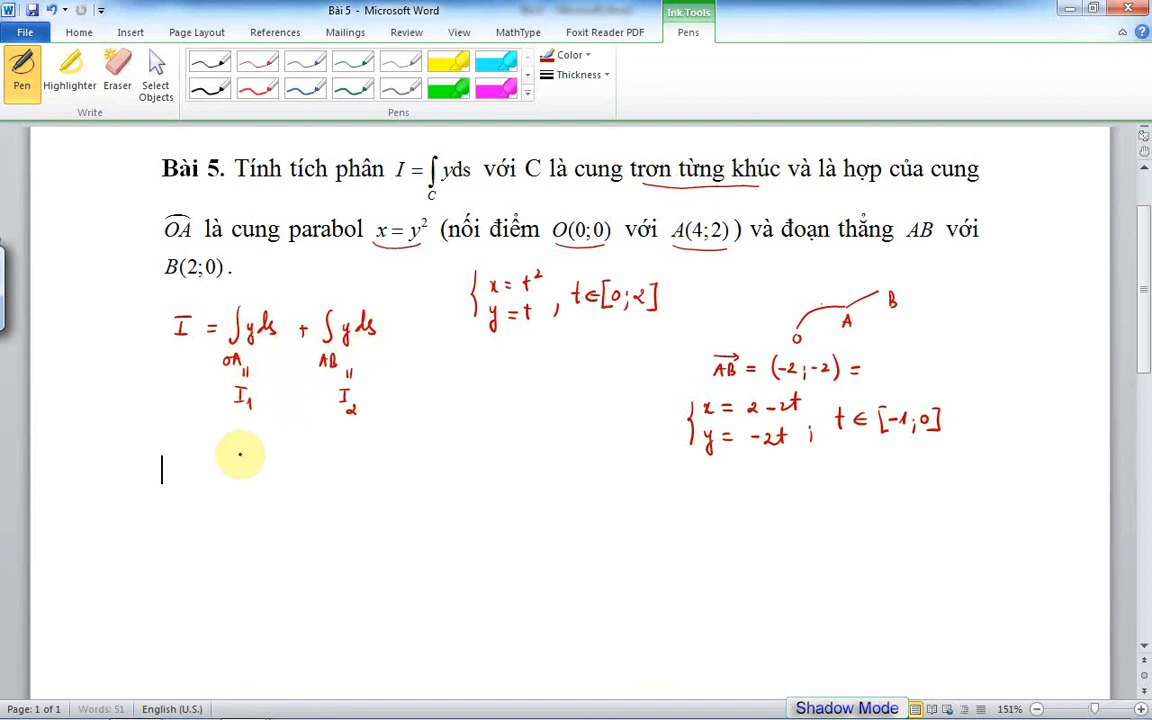 Bài 5 - Microsoft Word
Ink Tools
File Home Insert Page Layout References Mailings Review View MathType Foxit Reader PDF Pens
Pen Highlighter Eraser Select Objects
Color
Thickness
Write Pens
Bài 5. Tính tích phân I = ∫_C yds với C là cung trơn từng khúc và là hợp của cung
OA là cung parabol x = y² (nối điểm O(0;0) với A(4;2)) và đoạn thẳng AB với
B(2;0).
{ x = t²
y = t , t ∈ [0; 2]
I = ∫_OA yds + ∫_AB yds
॥ ॥
I₁ I₂
O A B
AB = (-2; -2) =
{ x = 2 - 2t
y = -2t ; t ∈ [-1; 0]
Page: 1 of 1 Words: 51 English (U.S.) Shadow Mode 151%